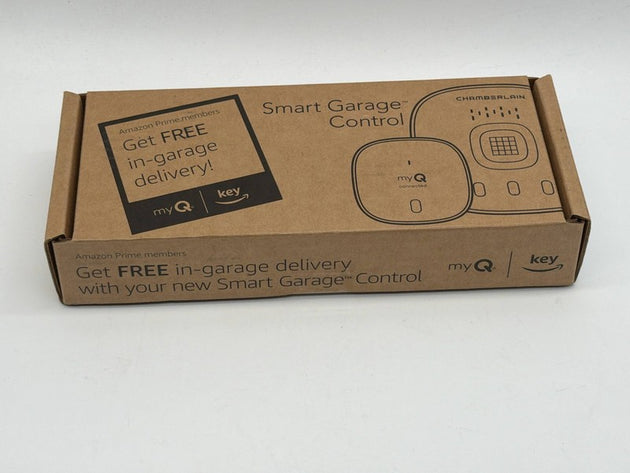 Amazon Prime members
Get FREE
in-garage
delivery!
myQ | key
Smart Garage™
Control
CHAMBERLAIN
myQ
connected
Amazon Prime members
Get FREE in-garage delivery
with your new Smart Garage™ Control
myQ® | key